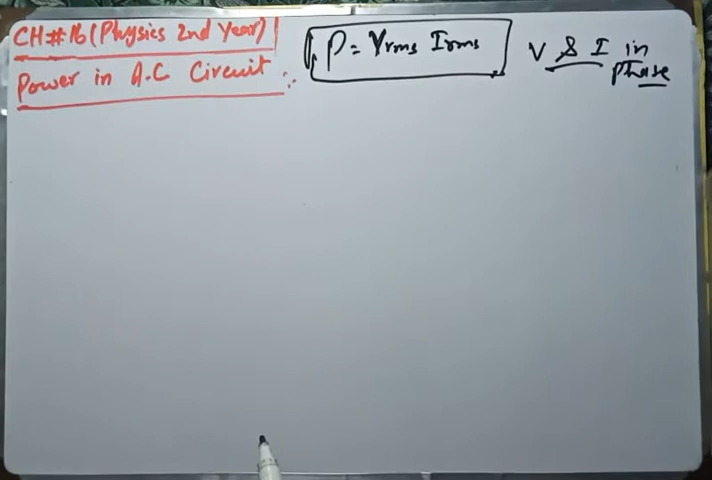 CH#16 (Physics 2nd Year)
Power in A.C Circuit :
P = Vrms Irms
V & I in
phase